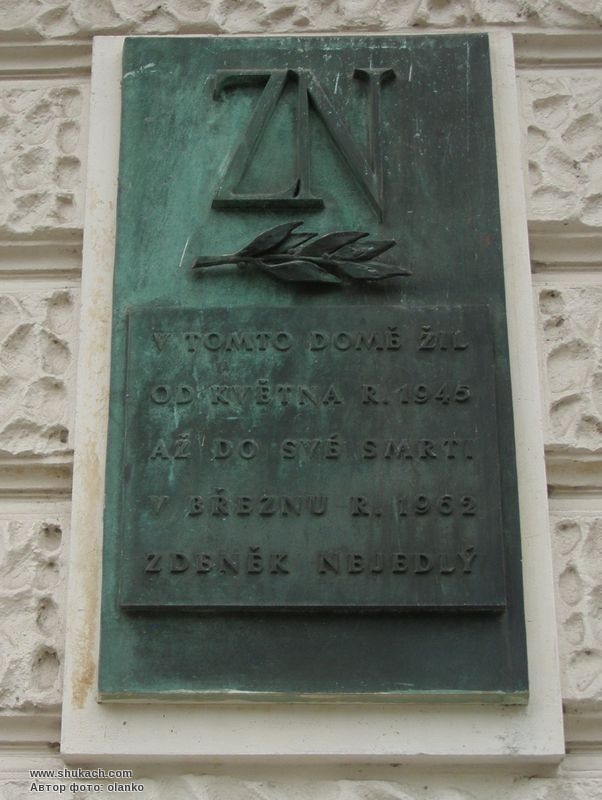 ZN
V TOMTO DOMĚ ŽIL
OD KVĚTNA R. 1945
AŽ DO SVÉ SMRTI
V BŘEZNU R. 1962
ZDENĚK NEJEDLÝ
www.shukach.com
Автор фото: olanko